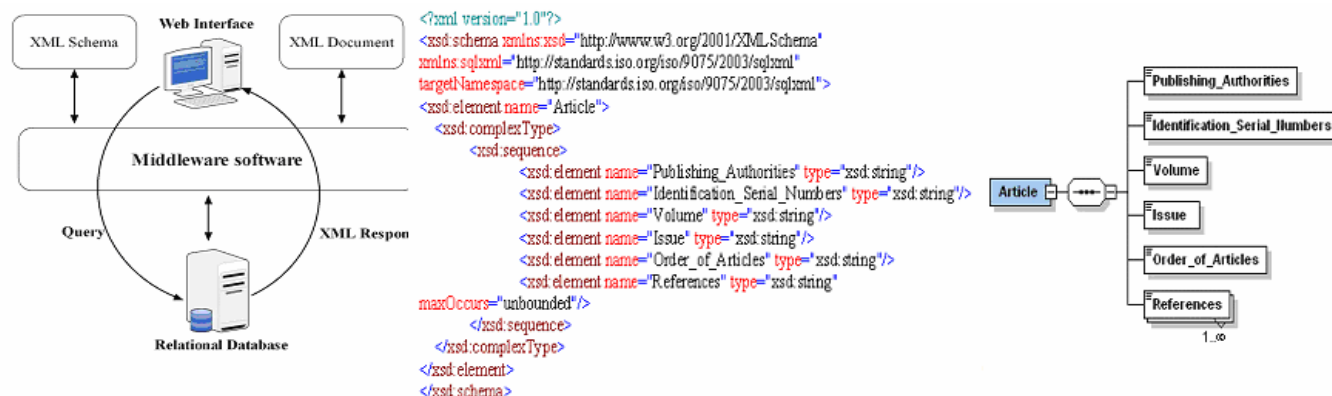 XML Schema
Web Interface
XML Document
Middleware software
Query
XML Respon
Relational Database
<?xml version="1.0"?>
<xsd:schema xmlns:xsd="http://www.w3.org/2001/XMLSchema"
xmlns:sqlxml="http://standards.iso.org/iso/9075/2003/sqlxml"
targetNamespace="http://standards.iso.org/iso/9075/2003/sqlxml">
<xsd:element name="Article">
<xsd:complexType>
<xsd:sequence>
<xsd:element name="Publishing_Authorities" type="xsd:string"/>
<xsd:element name="Identification_Serial_Numbers" type="xsd:string"/>
<xsd:element name="Volume" type="xsd:string"/>
<xsd:element name="Issue" type="xsd:string"/>
<xsd:element name="Order_of_Articles" type="xsd:string"/>
<xsd:element name="References" type="xsd:string"
maxOccurs="unbounded"/>
</xsd:sequence>
</xsd:complexType>
</xsd:element>
</xsd:schema>
Article
Publishing_Authorities
Identification_Serial_Numbers
Volume
Issue
Order_of_Articles
References
1..∞